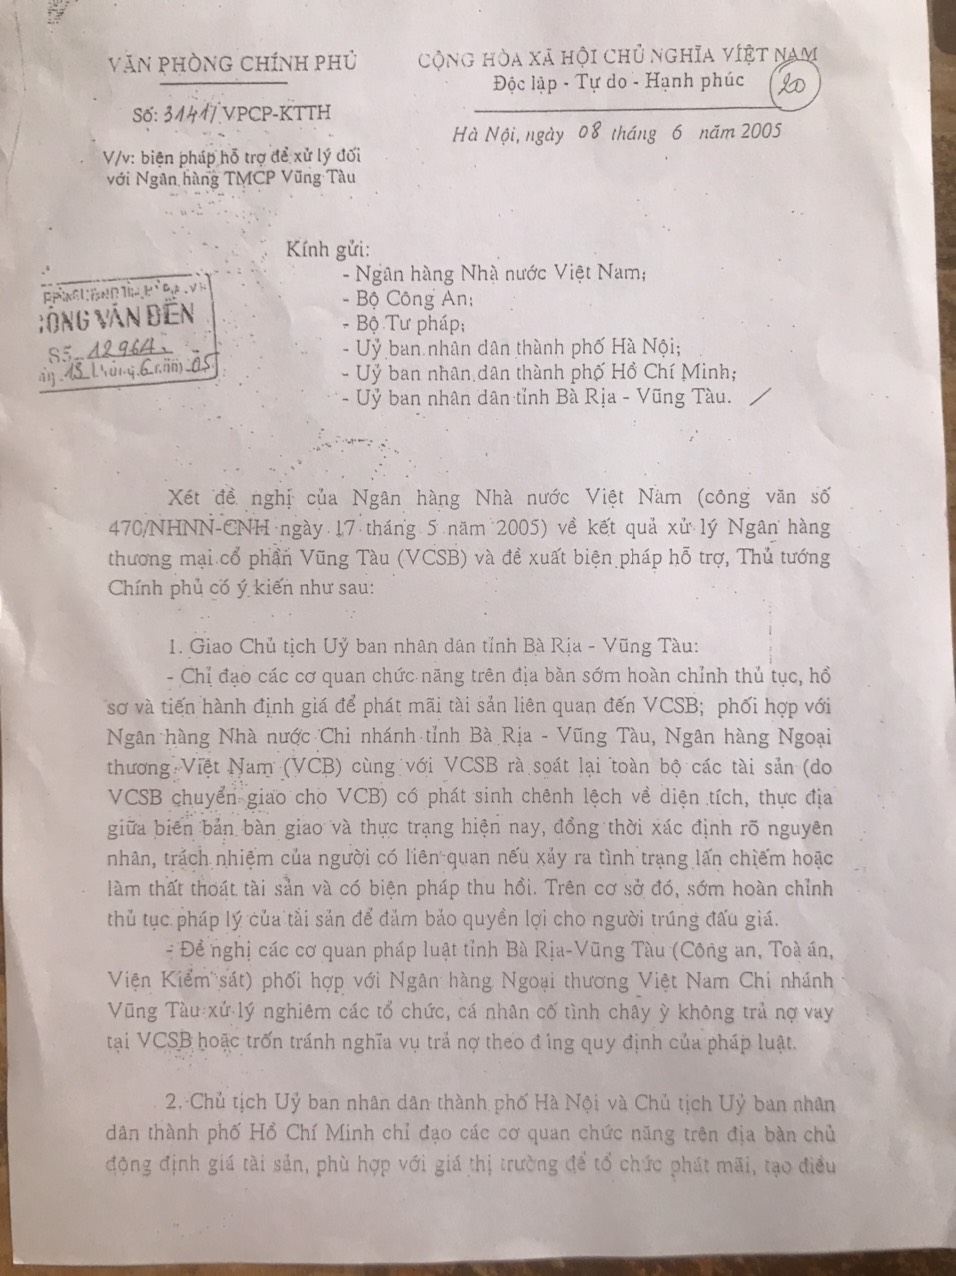 VĂN PHÒNG CHÍNH PHỦ
CỘNG HÒA XÃ HỘI CHỦ NGHĨA VIỆT NAM
Độc lập - Tự do - Hạnh phúc
20
Số: 3141/VPCP-KTTH
Hà Nội, ngày 08 tháng 6 năm 2005
V/v: biện pháp hỗ trợ để xử lý đối
với Ngân hàng TMCP Vũng Tàu
Kính gửi:
- Ngân hàng Nhà nước Việt Nam;
- Bộ Công An;
- Bộ Tư pháp;
- Uỷ ban nhân dân thành phố Hà Nội;
- Uỷ ban nhân dân thành phố Hồ Chí Minh;
- Uỷ ban nhân dân tỉnh Bà Rịa - Vũng Tàu.
CÔNG VĂN ĐẾN
Số 12964
15 tháng 6 năm 05
Xét đề nghị của Ngân hàng Nhà nước Việt Nam (công văn số
470/NHNN-CNH ngày 17 tháng 5 năm 2005) về kết quả xử lý Ngân hàng
thương mại cổ phần Vũng Tàu (VCSB) và đề xuất biện pháp hỗ trợ, Thủ tướng
Chính phủ có ý kiến như sau:
1. Giao Chủ tịch Uỷ ban nhân dân tỉnh Bà Rịa - Vũng Tàu:
- Chỉ đạo các cơ quan chức năng trên địa bàn sớm hoàn chỉnh thủ tục, hồ
sơ và tiến hành định giá để phát mãi tài sản liên quan đến VCSB; phối hợp với
Ngân hàng Nhà nước Chi nhánh tỉnh Bà Rịa - Vũng Tàu, Ngân hàng Ngoại
thương Việt Nam (VCB) cùng với VCSB rà soát lại toàn bộ các tài sản (do
VCSB chuyển giao cho VCB) có phát sinh chênh lệch về diện tích, thực địa
giữa biên bản bàn giao và thực trạng hiện nay, đồng thời xác định rõ nguyên
nhân, trách nhiệm của người có liên quan nếu xảy ra tình trạng lấn chiếm hoặc
làm thất thoát tài sản và có biện pháp thu hồi. Trên cơ sở đó, sớm hoàn chỉnh
thủ tục pháp lý của tài sản để đảm bảo quyền lợi cho người trúng đấu giá.
- Đề nghị các cơ quan pháp luật tỉnh Bà Rịa-Vũng Tàu (Công an, Toà án,
Viện Kiểm sát) phối hợp với Ngân hàng Ngoại thương Việt Nam Chi nhánh
Vũng Tàu xử lý nghiêm các tổ chức, cá nhân cố tình chây ỳ không trả nợ vay
tại VCSB hoặc trốn tránh nghĩa vụ trả nợ theo đúng quy định của pháp luật.
2. Chủ tịch Uỷ ban nhân dân thành phố Hà Nội và Chủ tịch Uỷ ban nhân
dân thành phố Hồ Chí Minh chỉ đạo các cơ quan chức năng trên địa bàn chủ
động định giá tài sản, phù hợp với giá thị trường để tổ chức phát mãi, tạo điều